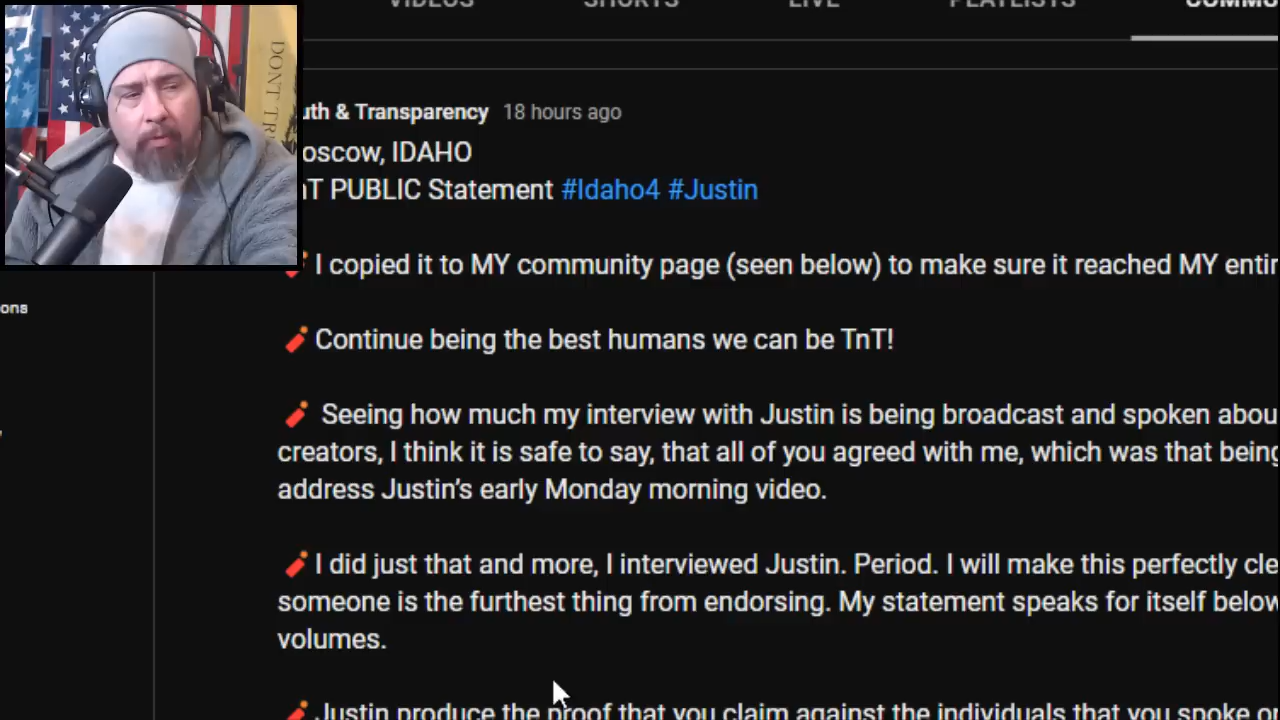 VIDEOS SHORTS LIVE PLAYLISTS COMMU
DONT TR
uth & Transparency 18 hours ago
oscow, IDAHO
nT PUBLIC Statement #Idaho4 #Justin
I copied it to MY community page (seen below) to make sure it reached MY entir
ons
Continue being the best humans we can be TnT!
Seeing how much my interview with Justin is being broadcast and spoken abou
creators, I think it is safe to say, that all of you agreed with me, which was that being
address Justin’s early Monday morning video.
I did just that and more, I interviewed Justin. Period. I will make this perfectly cle
someone is the furthest thing from endorsing. My statement speaks for itself below
volumes.
Justin produce the proof that you claim against the individuals that you spoke o